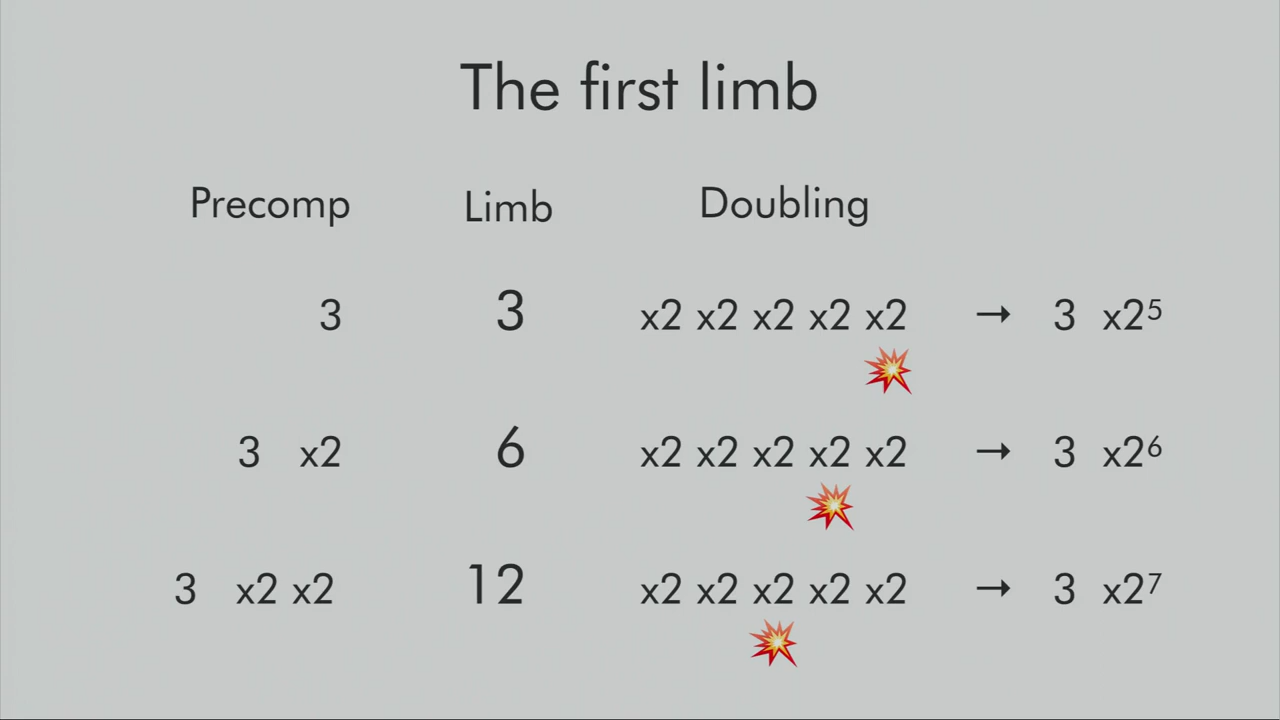 The first limb
Precomp Limb Doubling
3 3 x2 x2 x2 x2 x2 → 3 x2⁵
3 x2 6 x2 x2 x2 x2 x2 → 3 x2⁶
3 x2 x2 12 x2 x2 x2 x2 x2 → 3 x2⁷